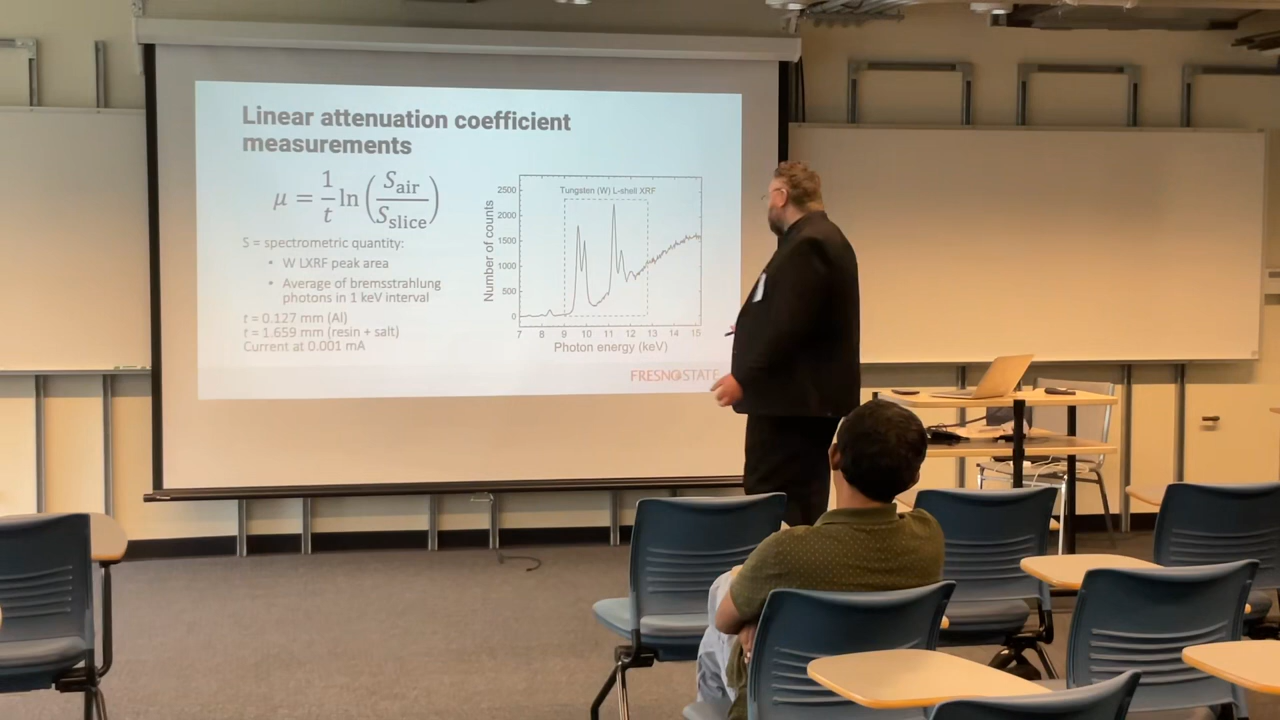 Linear attenuation coefficient
measurements
μ = 1/t ln(S_air/S_slice)
S = spectrometric quantity:
• W LXRF peak area
• Average of bremsstrahlung
photons in 1 keV interval
t = 0.127 mm (Al)
t = 1.659 mm (resin + salt)
Current at 0.001 mA
Tungsten (W) L-shell XRF
Number of counts
2500
2000
1500
1000
500
0
7 8 9 10 11 12 13 14 15
Photon energy (keV)
FRESNO STATE